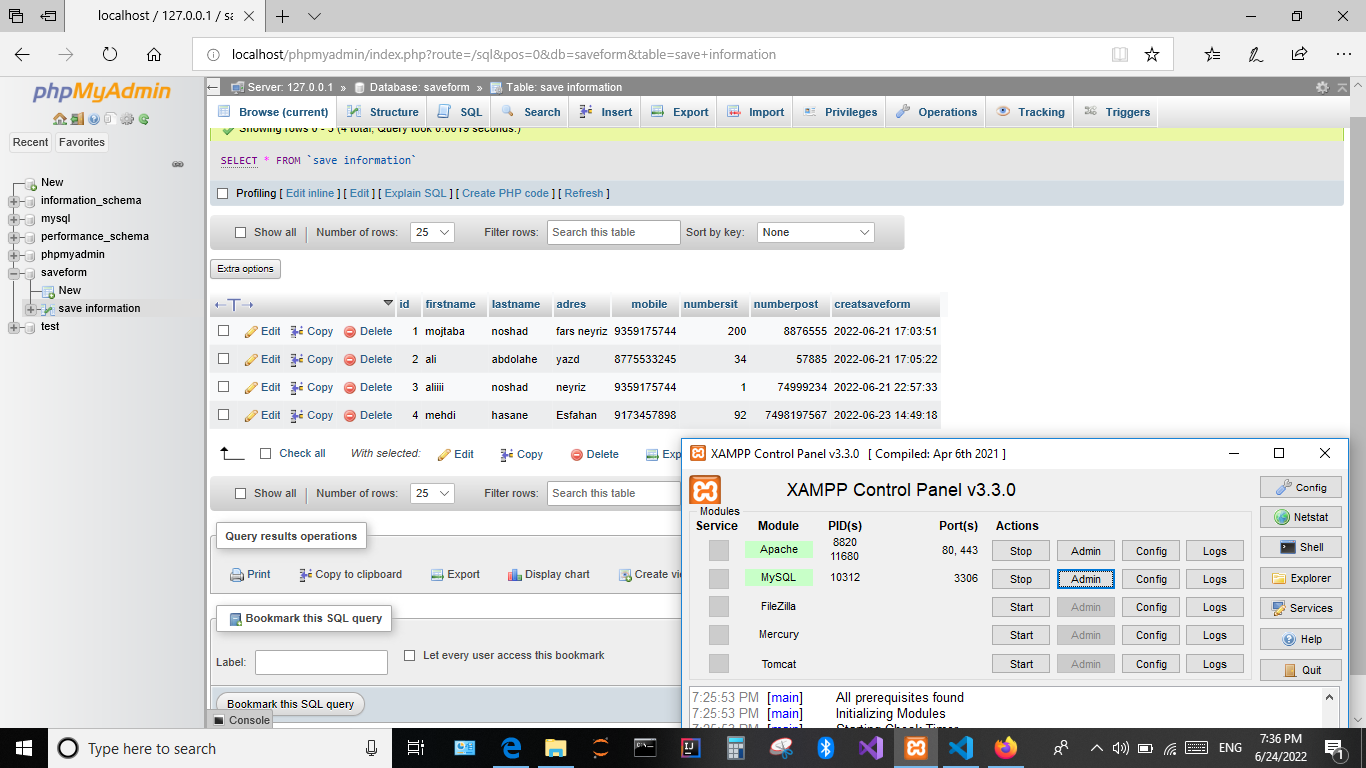 localhost / 127.0.0.1 / sa
localhost/phpmyadmin/index.php?route=/sql&pos=0&db=saveform&table=save+information
phpMyAdmin
Recent Favorites
New
information_schema
mysql
performance_schema
phpmyadmin
saveform
New
save information
test
Server: 127.0.0.1 » Database: saveform » Table: save information
Browse (current) Structure SQL Search Insert Export Import Privileges Operations Tracking Triggers
Showing rows 0 - 3 (4 total, Query took 0.0019 seconds.)
SELECT * FROM `save information`
Profiling [ Edit inline ] [ Edit ] [ Explain SQL ] [ Create PHP code ] [ Refresh ]
Show all Number of rows: 25 Filter rows: Search this table Sort by key: None
Extra options
←T→ id firstname lastname adres mobile numbersit numberpost creatsaveform
Edit Copy Delete 1 mojtaba noshad fars neyriz 9359175744 200 8876555 2022-06-21 17:03:51
Edit Copy Delete 2 ali abdolahe yazd 8775533245 34 57885 2022-06-21 17:05:22
Edit Copy Delete 3 aliiii noshad neyriz 9359175744 1 74999234 2022-06-21 22:57:33
Edit Copy Delete 4 mehdi hasane Esfahan 9173457898 92 7498197567 2022-06-23 14:49:18
Check all With selected: Edit Copy Delete Exp
Show all Number of rows: 25 Filter rows: Search this table
Query results operations
Print Copy to clipboard Export Display chart Create vi
Bookmark this SQL query
Label: Let every user access this bookmark
Bookmark this SQL query
Console
XAMPP Control Panel v3.3.0 [ Compiled: Apr 6th 2021 ]
XAMPP Control Panel v3.3.0
Modules
Service Module PID(s) Port(s) Actions
Apache 8820 11680 80, 443 Stop Admin Config Logs
MySQL 10312 3306 Stop Admin Config Logs
FileZilla Start Admin Config Logs
Mercury Start Admin Config Logs
Tomcat Start Admin Config Logs
Config
Netstat
Shell
Explorer
Services
Help
Quit
7:25:53 PM [main] All prerequisites found
7:25:53 PM [main] Initializing Modules
7:25:53 PM [main] Starting Check-Timer
Type here to search
ENG
7:36 PM
6/24/2022
1